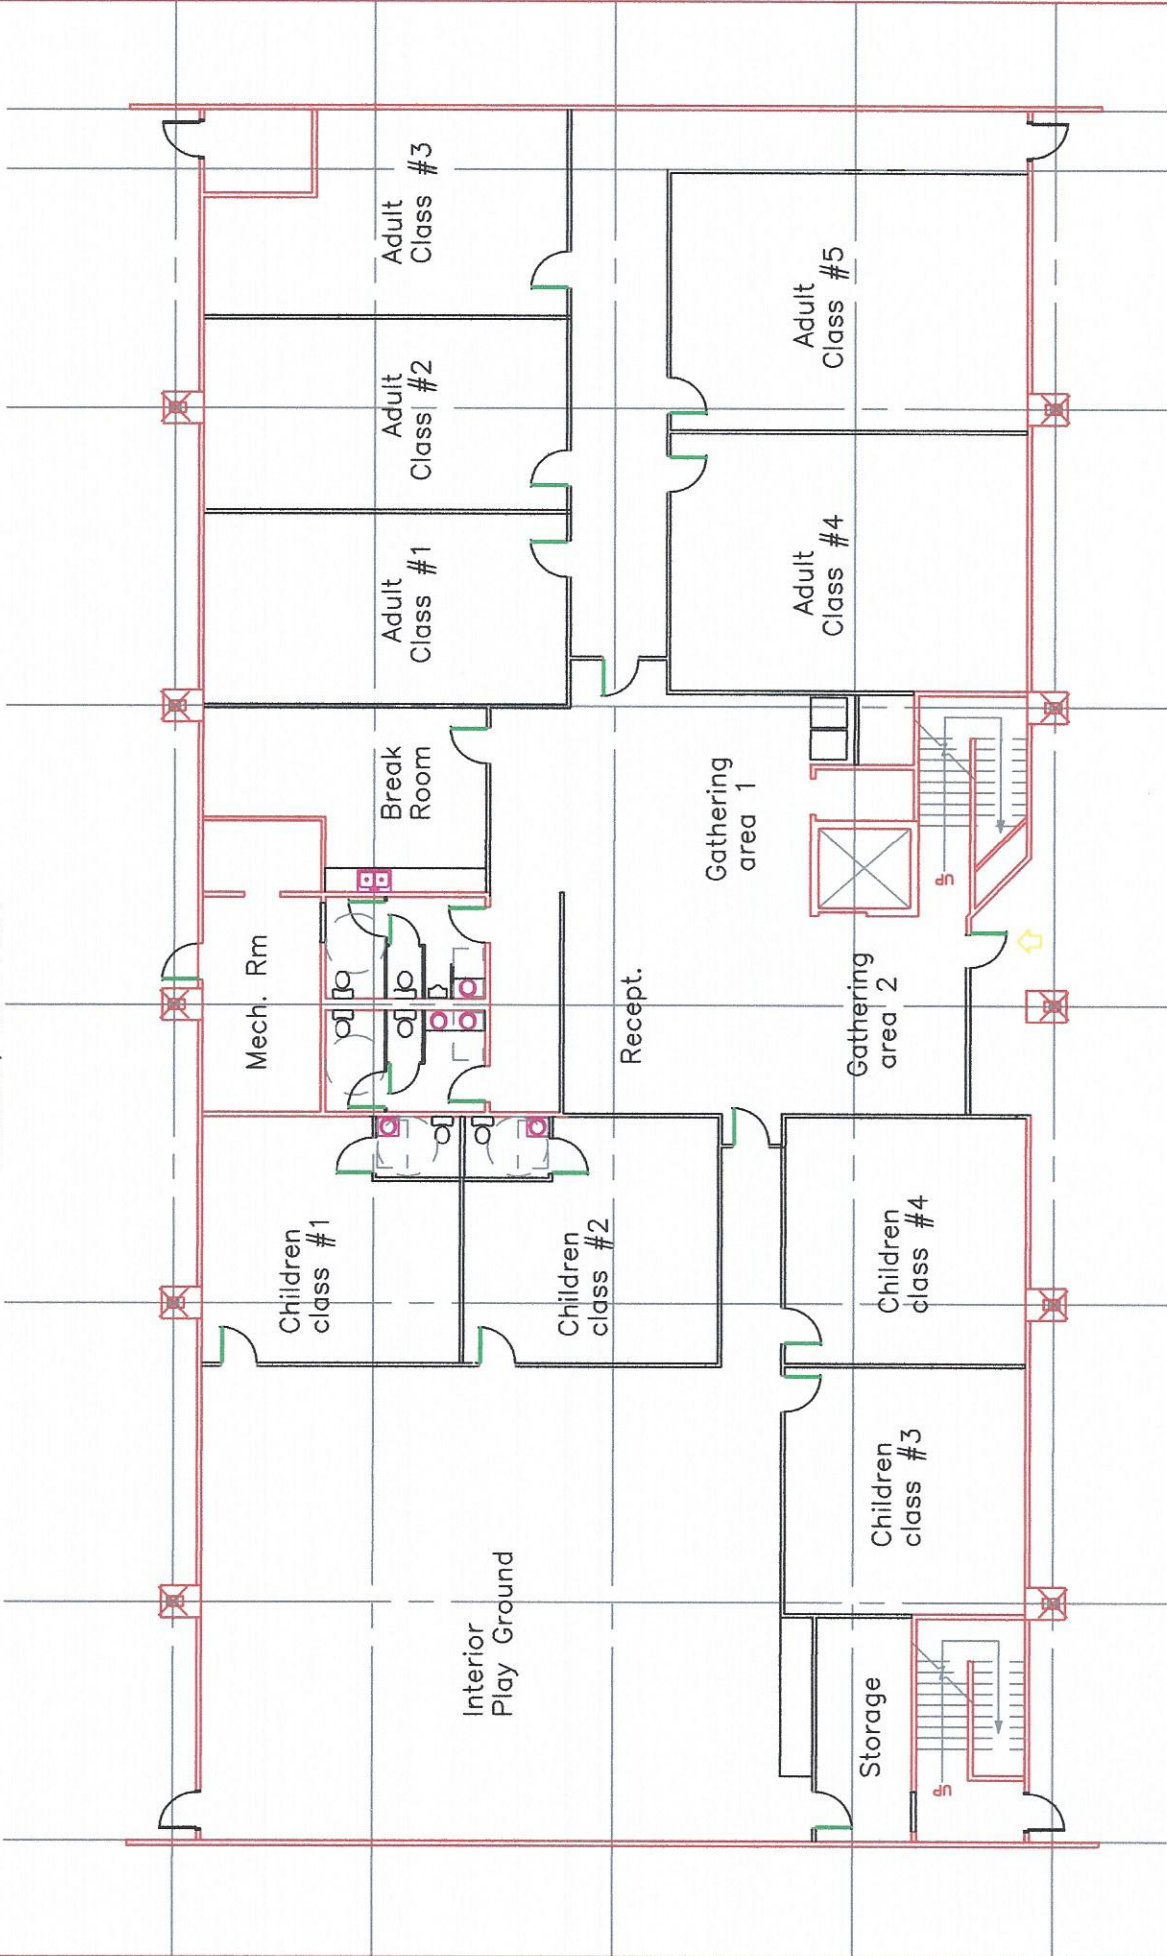 Adult
Class #3
Adult
Class #2
Adult
Class #1
Adult
Class #5
Adult
Class #4
Break
Room
Gathering
area 1
Mech. Rm
Recept.
Gathering
area 2
UP
Children
class #1
Children
class #2
Children
class #4
Children
class #3
Interior
Play Ground
Storage
UP